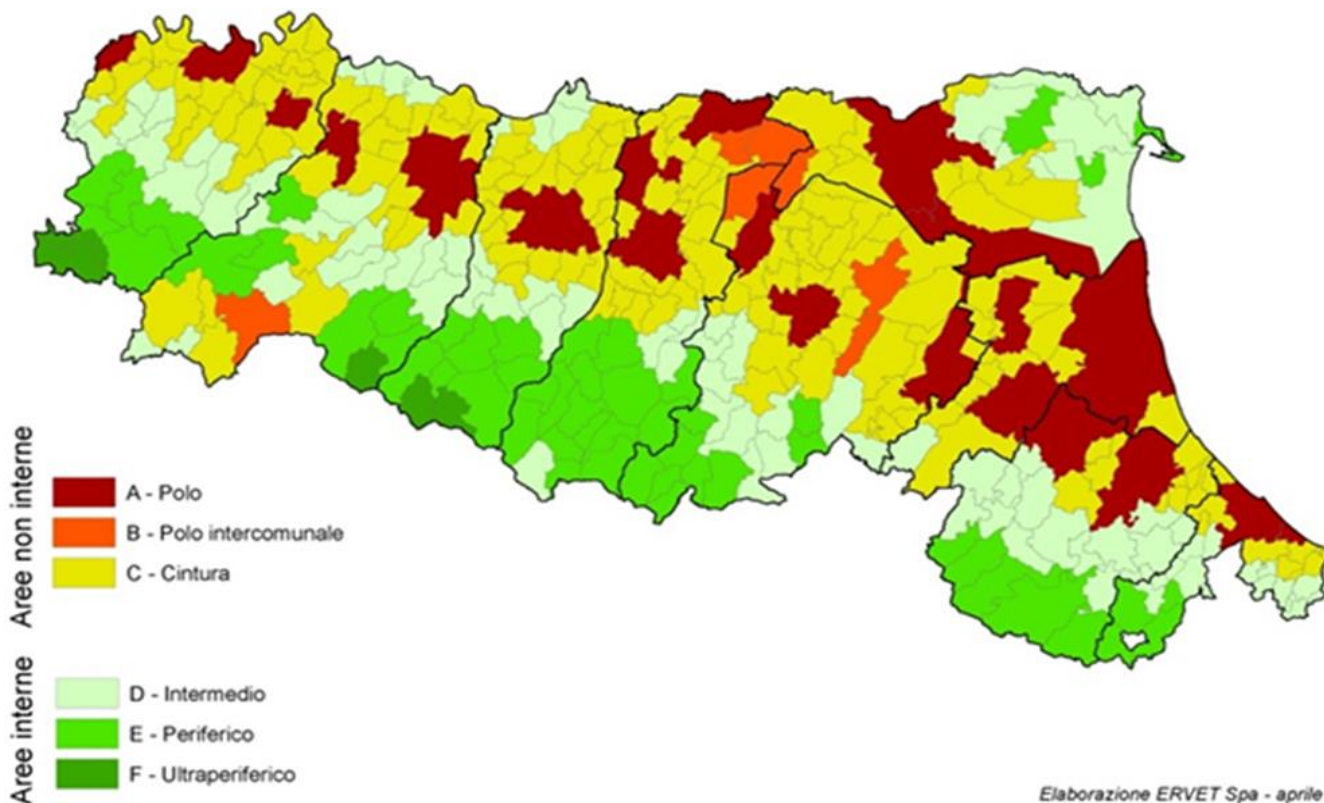 Aree non interne
A - Polo
B - Polo intercomunale
C - Cintura
Aree interne
D - Intermedio
E - Periferico
F - Ultraperiferico
Elaborazione ERVET Spa - aprile